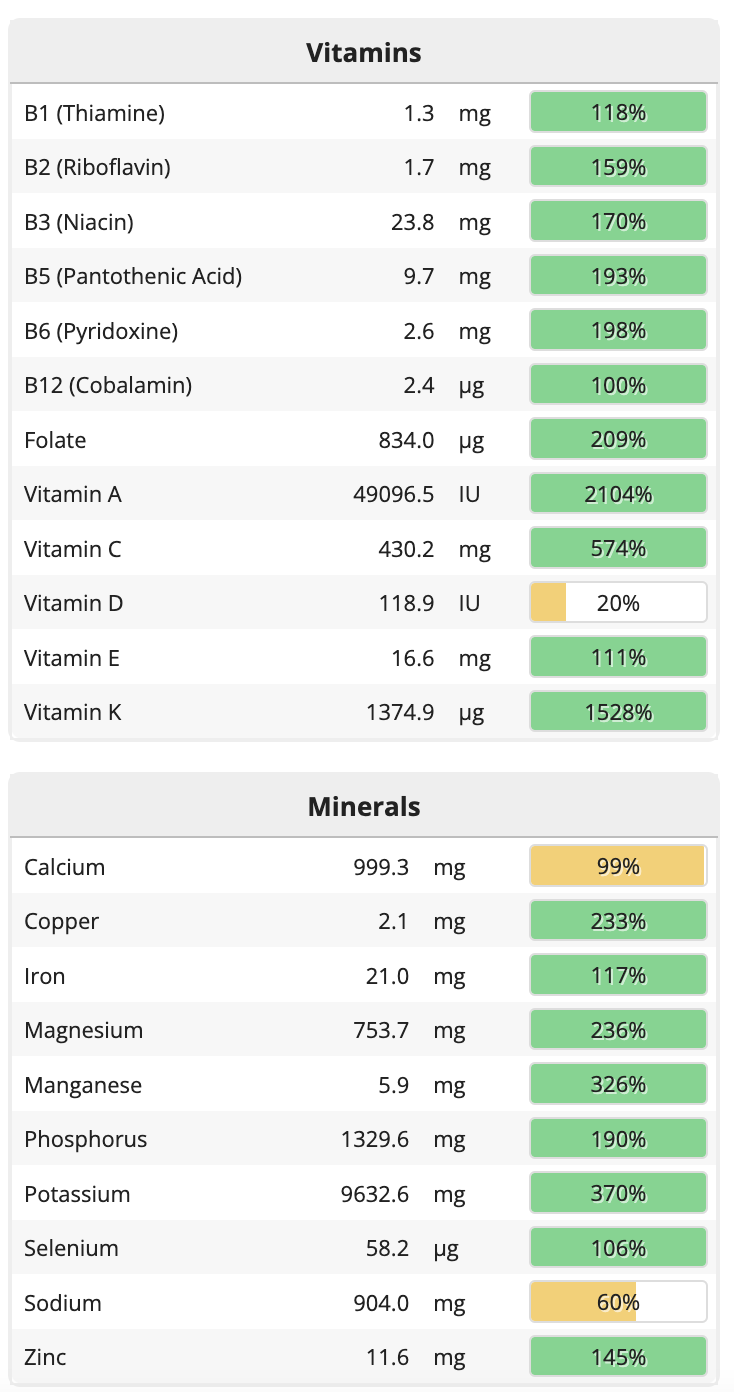 Vitamins
B1 (Thiamine) 1.3 mg 118%
B2 (Riboflavin) 1.7 mg 159%
B3 (Niacin) 23.8 mg 170%
B5 (Pantothenic Acid) 9.7 mg 193%
B6 (Pyridoxine) 2.6 mg 198%
B12 (Cobalamin) 2.4 µg 100%
Folate 834.0 µg 209%
Vitamin A 49096.5 IU 2104%
Vitamin C 430.2 mg 574%
Vitamin D 118.9 IU 20%
Vitamin E 16.6 mg 111%
Vitamin K 1374.9 µg 1528%
Minerals
Calcium 999.3 mg 99%
Copper 2.1 mg 233%
Iron 21.0 mg 117%
Magnesium 753.7 mg 236%
Manganese 5.9 mg 326%
Phosphorus 1329.6 mg 190%
Potassium 9632.6 mg 370%
Selenium 58.2 µg 106%
Sodium 904.0 mg 60%
Zinc 11.6 mg 145%